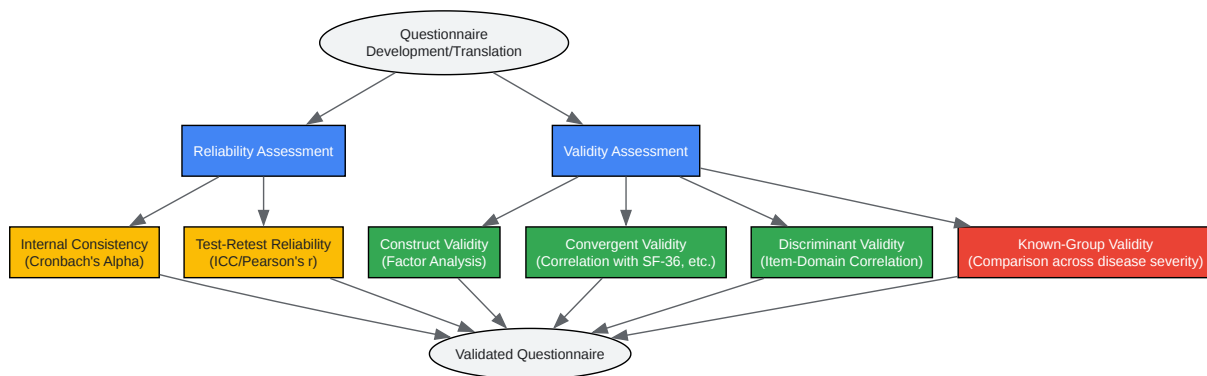 Questionnaire
Development/Translation
Reliability Assessment
Validity Assessment
Internal Consistency
(Cronbach's Alpha)
Test-Retest Reliability
(ICC/Pearson's r)
Construct Validity
(Factor Analysis)
Convergent Validity
(Correlation with SF-36, etc.)
Discriminant Validity
(Item-Domain Correlation)
Known-Group Validity
(Comparison across disease severity)
Validated Questionnaire